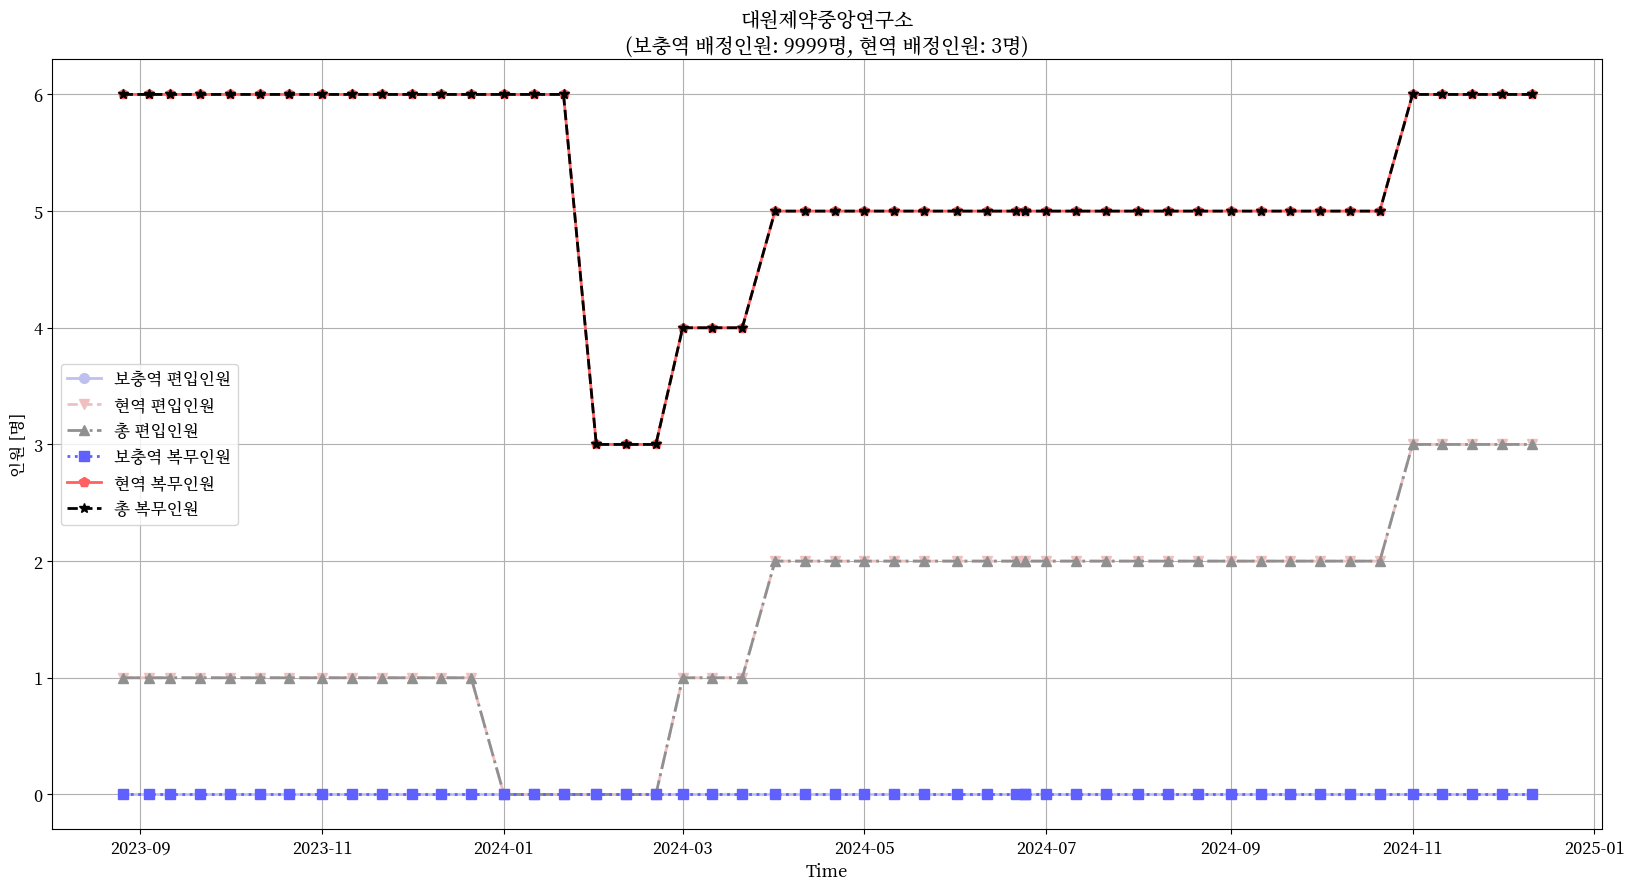 대원제약중앙연구소
(보충역 배정인원: 9999명, 현역 배정인원: 3명)
인원 [명]
6
5
4
3
2
1
0
보충역 편입인원
현역 편입인원
총 편입인원
보충역 복무인원
현역 복무인원
총 복무인원
2023-09
2023-11
2024-01
2024-03
2024-05
2024-07
2024-09
2024-11
2025-01
Time